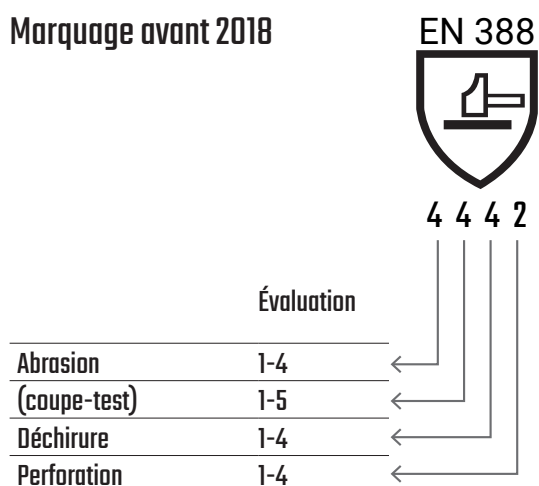 Marquage avant 2018
EN 388
4 4 4 2
Évaluation
Abrasion 1-4
(coupe-test) 1-5
Déchirure 1-4
Perforation 1-4